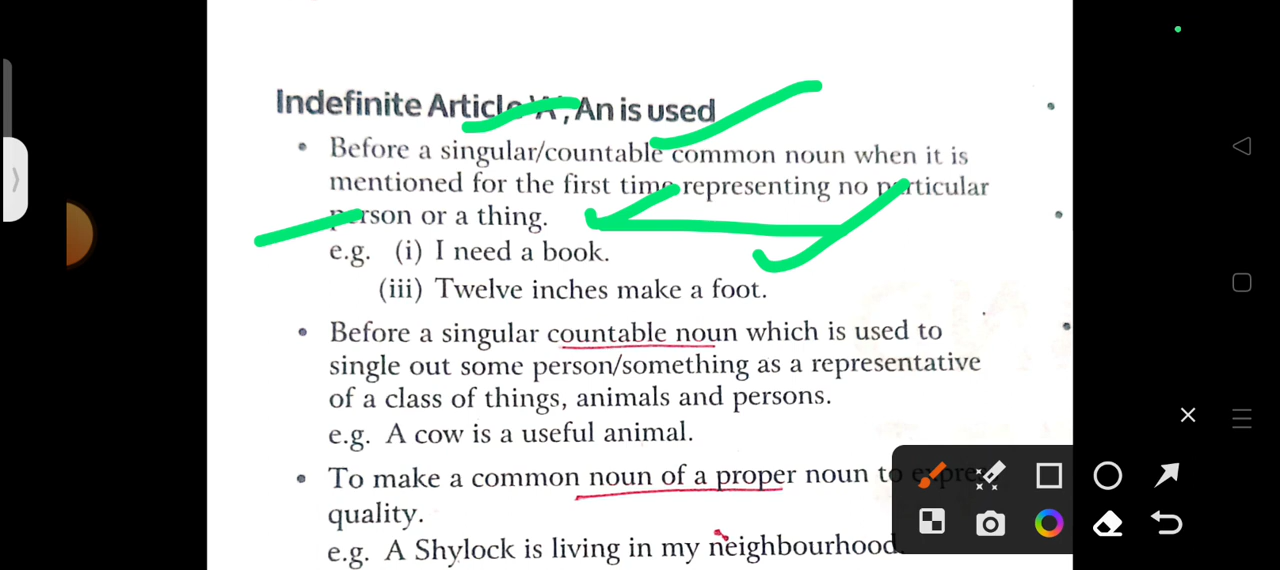 Indefinite Article 'A', An is used
• Before a singular/countable common noun when it is
mentioned for the first time representing no particular
person or a thing.
e.g. (i) I need a book.
(iii) Twelve inches make a foot.
• Before a singular countable noun which is used to
single out some person/something as a representative
of a class of things, animals and persons.
e.g. A cow is a useful animal.
• To make a common noun of a proper noun to
quality.
e.g. A Shylock is living in my neighbourhood.